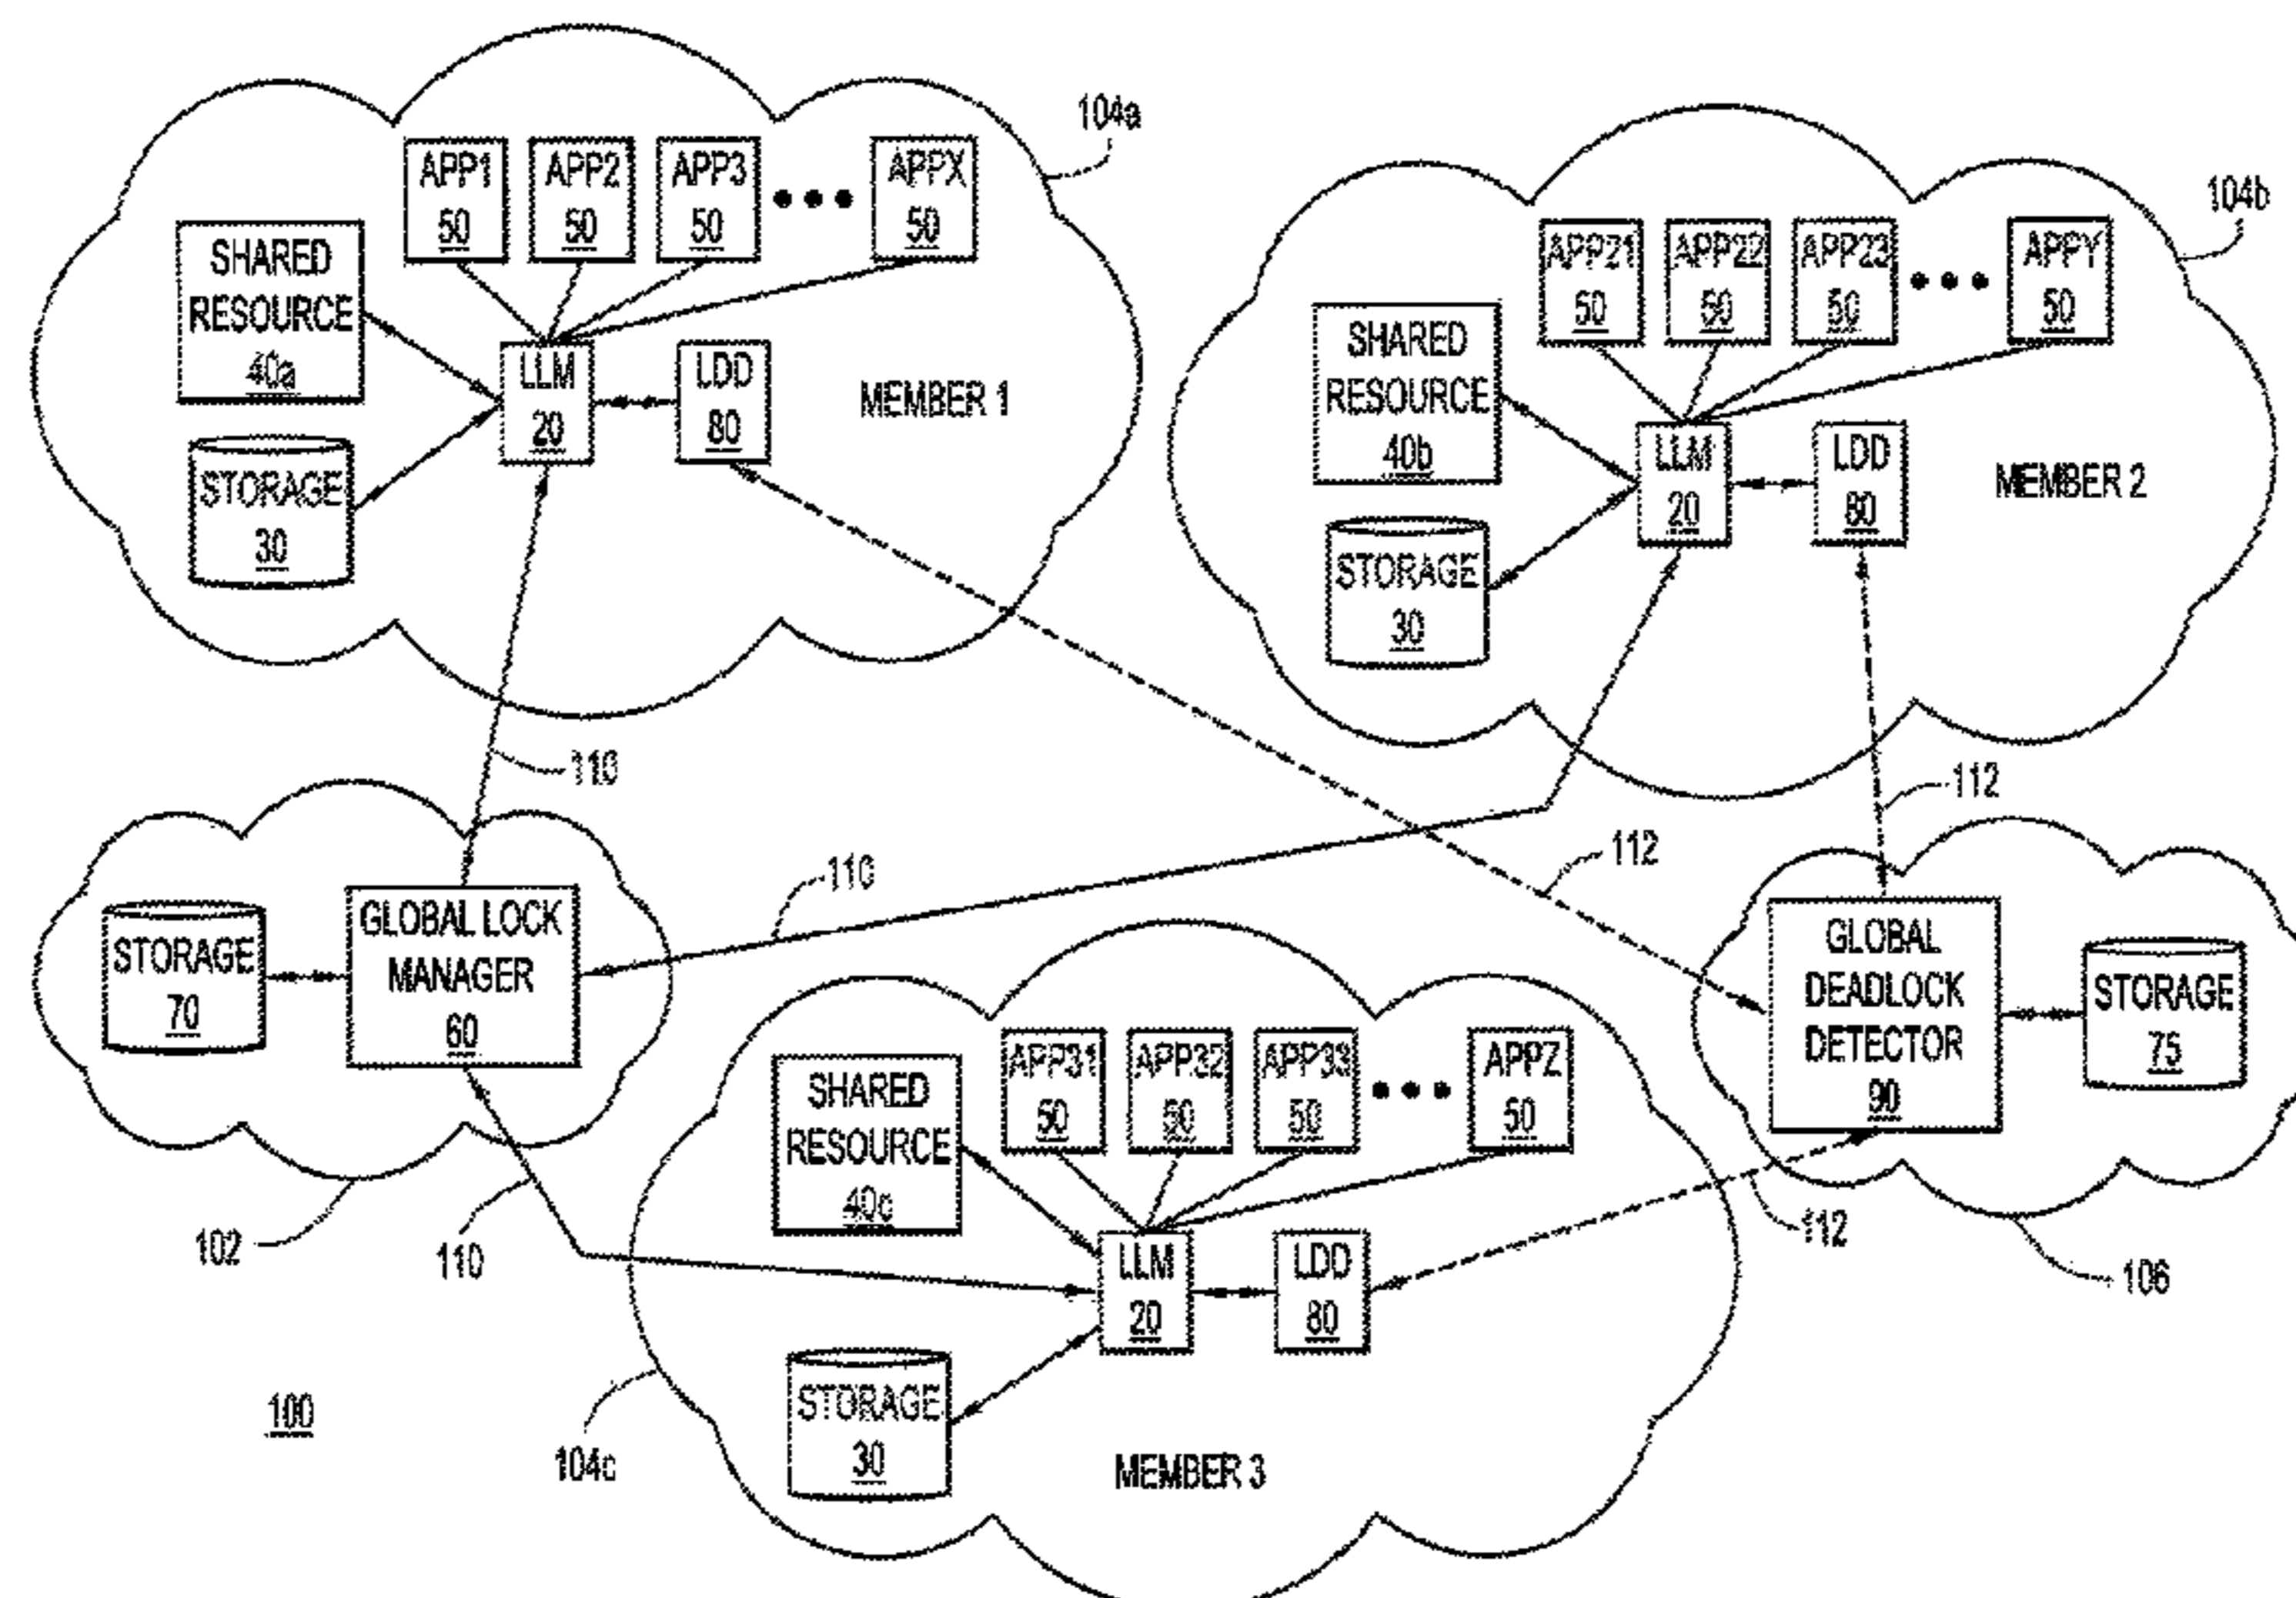 104a
APP1
50
APP2
50
APP3
50
APPX
50
SHARED
RESOURCE
40a
LLM
20
LDD
80
MEMBER 1
STORAGE
30
104b
APP21
50
APP22
50
APP23
50
APPY
50
SHARED
RESOURCE
40b
LLM
20
LDD
80
MEMBER 2
STORAGE
30
110
112
110
112
STORAGE
70
GLOBAL LOCK
MANAGER
60
GLOBAL
DEADLOCK
DETECTOR
90
STORAGE
75
APP31
50
APP32
50
APP33
50
APPZ
50
SHARED
RESOURCE
40c
LLM
20
LDD
80
STORAGE
30
MEMBER 3
102
110
112
106
104c
100